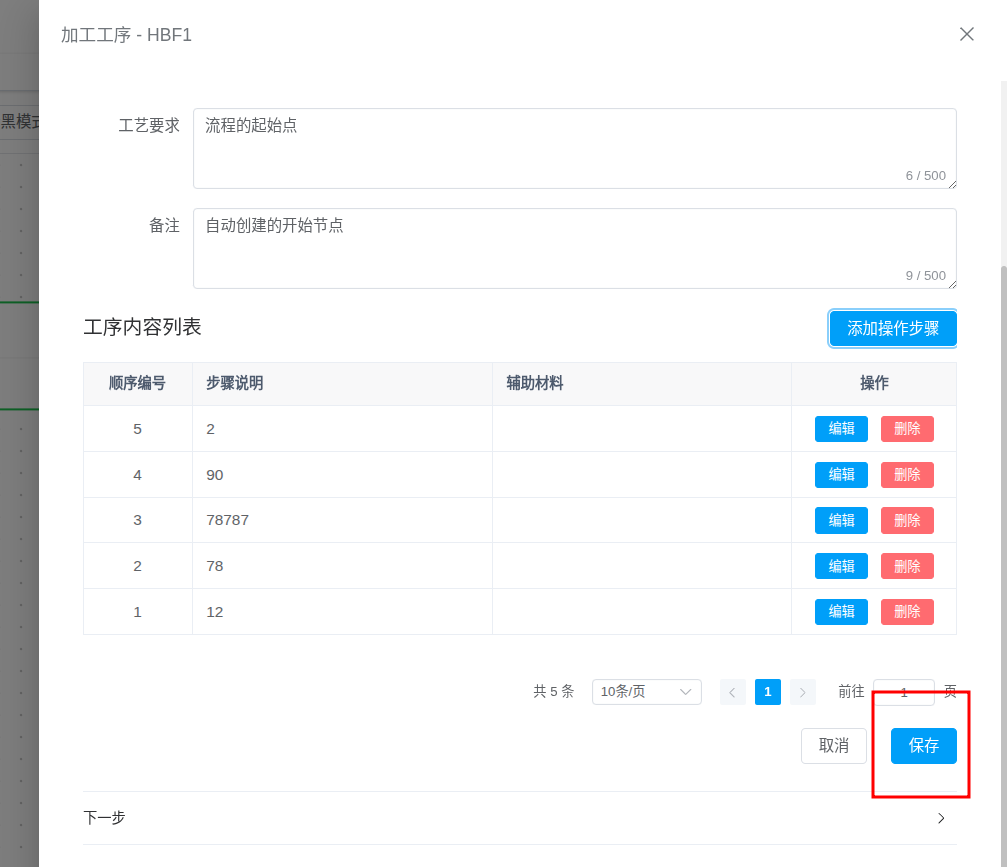 加工工序 - HBF1
黑模式
工艺要求
流程的起始点
6 / 500
备注
自动创建的开始节点
9 / 500
工序内容列表
添加操作步骤
顺序编号 步骤说明 辅助材料 操作
5 2 编辑 删除
4 90 编辑 删除
3 78787 编辑 删除
2 78 编辑 删除
1 12 编辑 删除
共 5 条 10条/页 1 前往 1 页
取消 保存
下一步